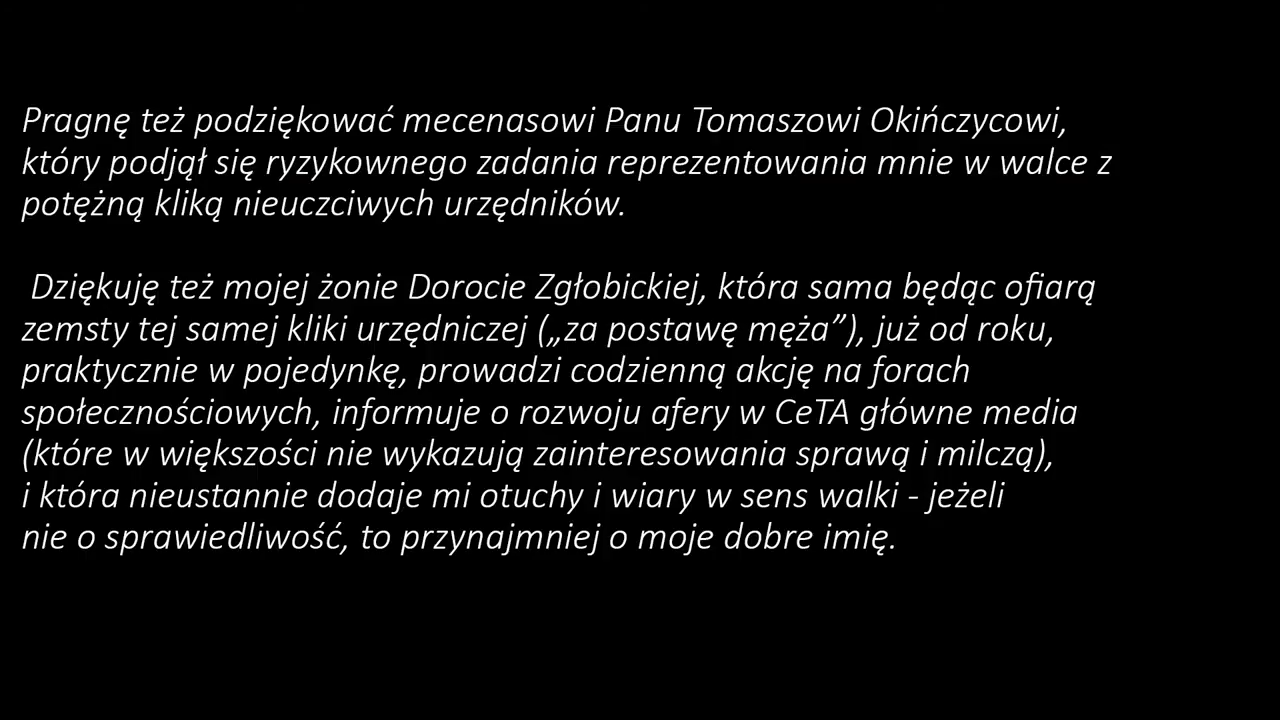 Pragnę też podziękować mecenasowi Panu Tomaszowi Okińczycowi,
który podjął się ryzykownego zadania reprezentowania mnie w walce z
potężną kliką nieuczciwych urzędników.
Dziękuję też mojej żonie Dorocie Zgłobickiej, która sama będąc ofiarą
zemsty tej samej kliki urzędniczej („za postawę męża”), już od roku,
praktycznie w pojedynkę, prowadzi codzienną akcję na forach
społecznościowych, informuje o rozwoju afery w CeTA główne media
(które w większości nie wykazują zainteresowania sprawą i milczą),
i która nieustannie dodaje mi otuchy i wiary w sens walki - jeżeli
nie o sprawiedliwość, to przynajmniej o moje dobre imię.